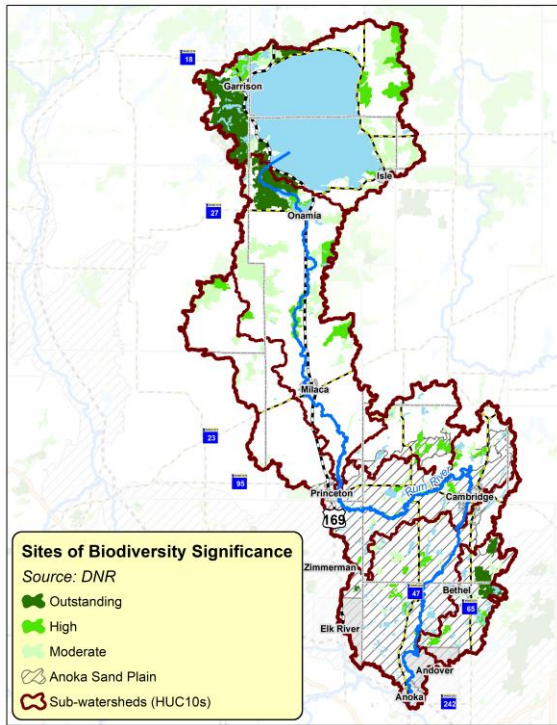 18
Garrison
Isle
27
Onamia
Milaca
23
95
Princeton
Rum River
Cambridge
169
Zimmerman
47
Bethel
65
Elk River
Andover
Anoka
242
Sites of Biodiversity Significance
Source: DNR
Outstanding
High
Moderate
Anoka Sand Plain
Sub-watersheds (HUC10s)